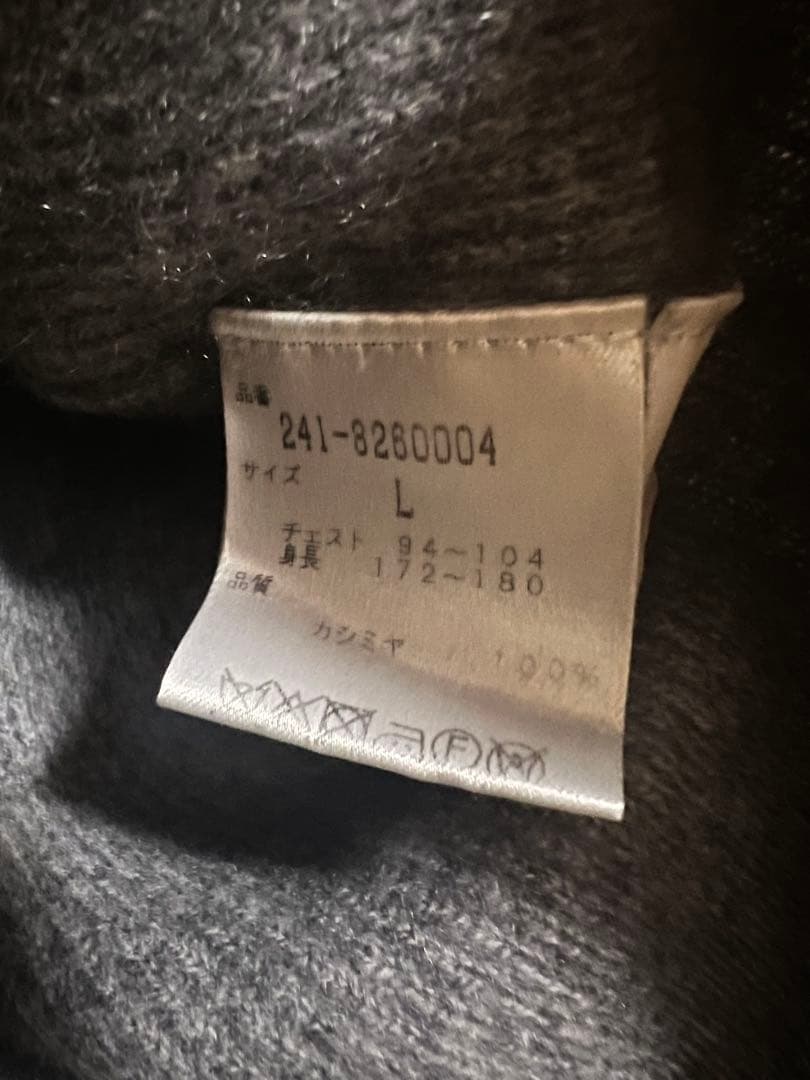 品番
241-8260004
サイズ
L
チェスト 94～104
身長 172～180
品質
カシミヤ 100%
F